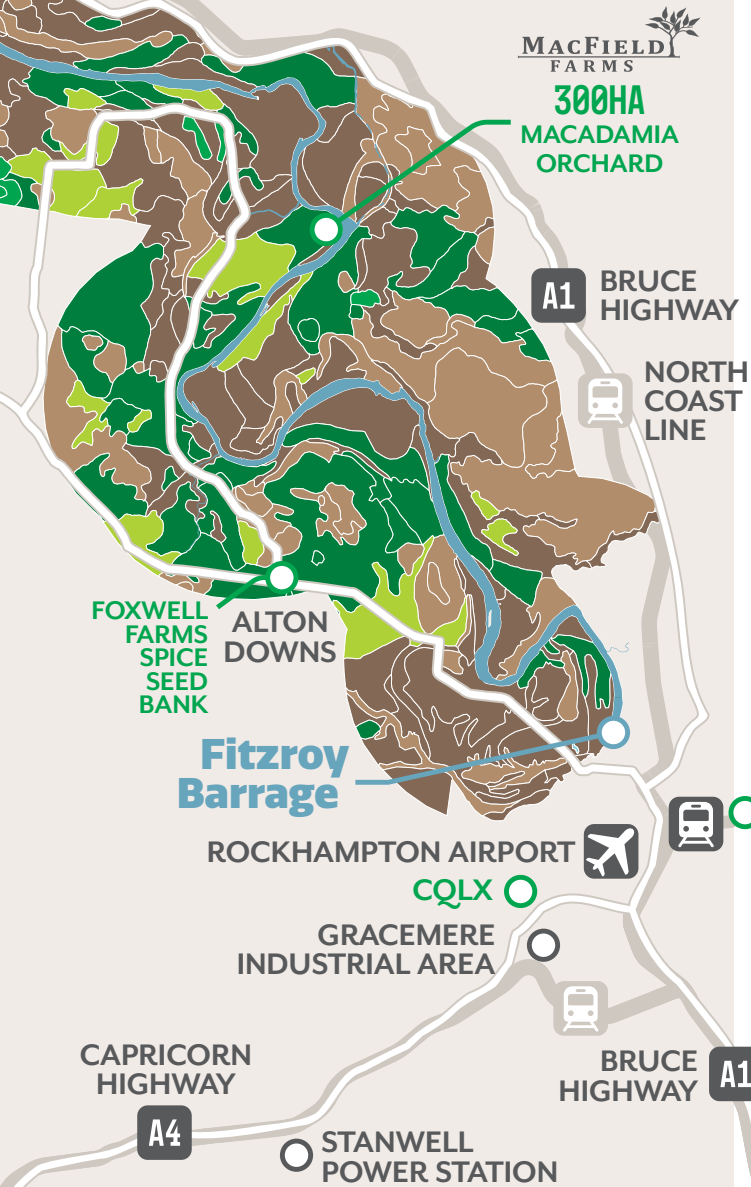 MACFIELD
FARMS
300HA
MACADAMIA
ORCHARD
A1
BRUCE
HIGHWAY
NORTH
COAST
LINE
FOXWELL
FARMS
SPICE
SEED
BANK
ALTON
DOWNS
Fitzroy
Barrage
ROCKHAMPTON AIRPORT
CQLX
GRACEMERE
INDUSTRIAL AREA
CAPRICORN
HIGHWAY
A4
BRUCE
HIGHWAY
A1
STANWELL
POWER STATION